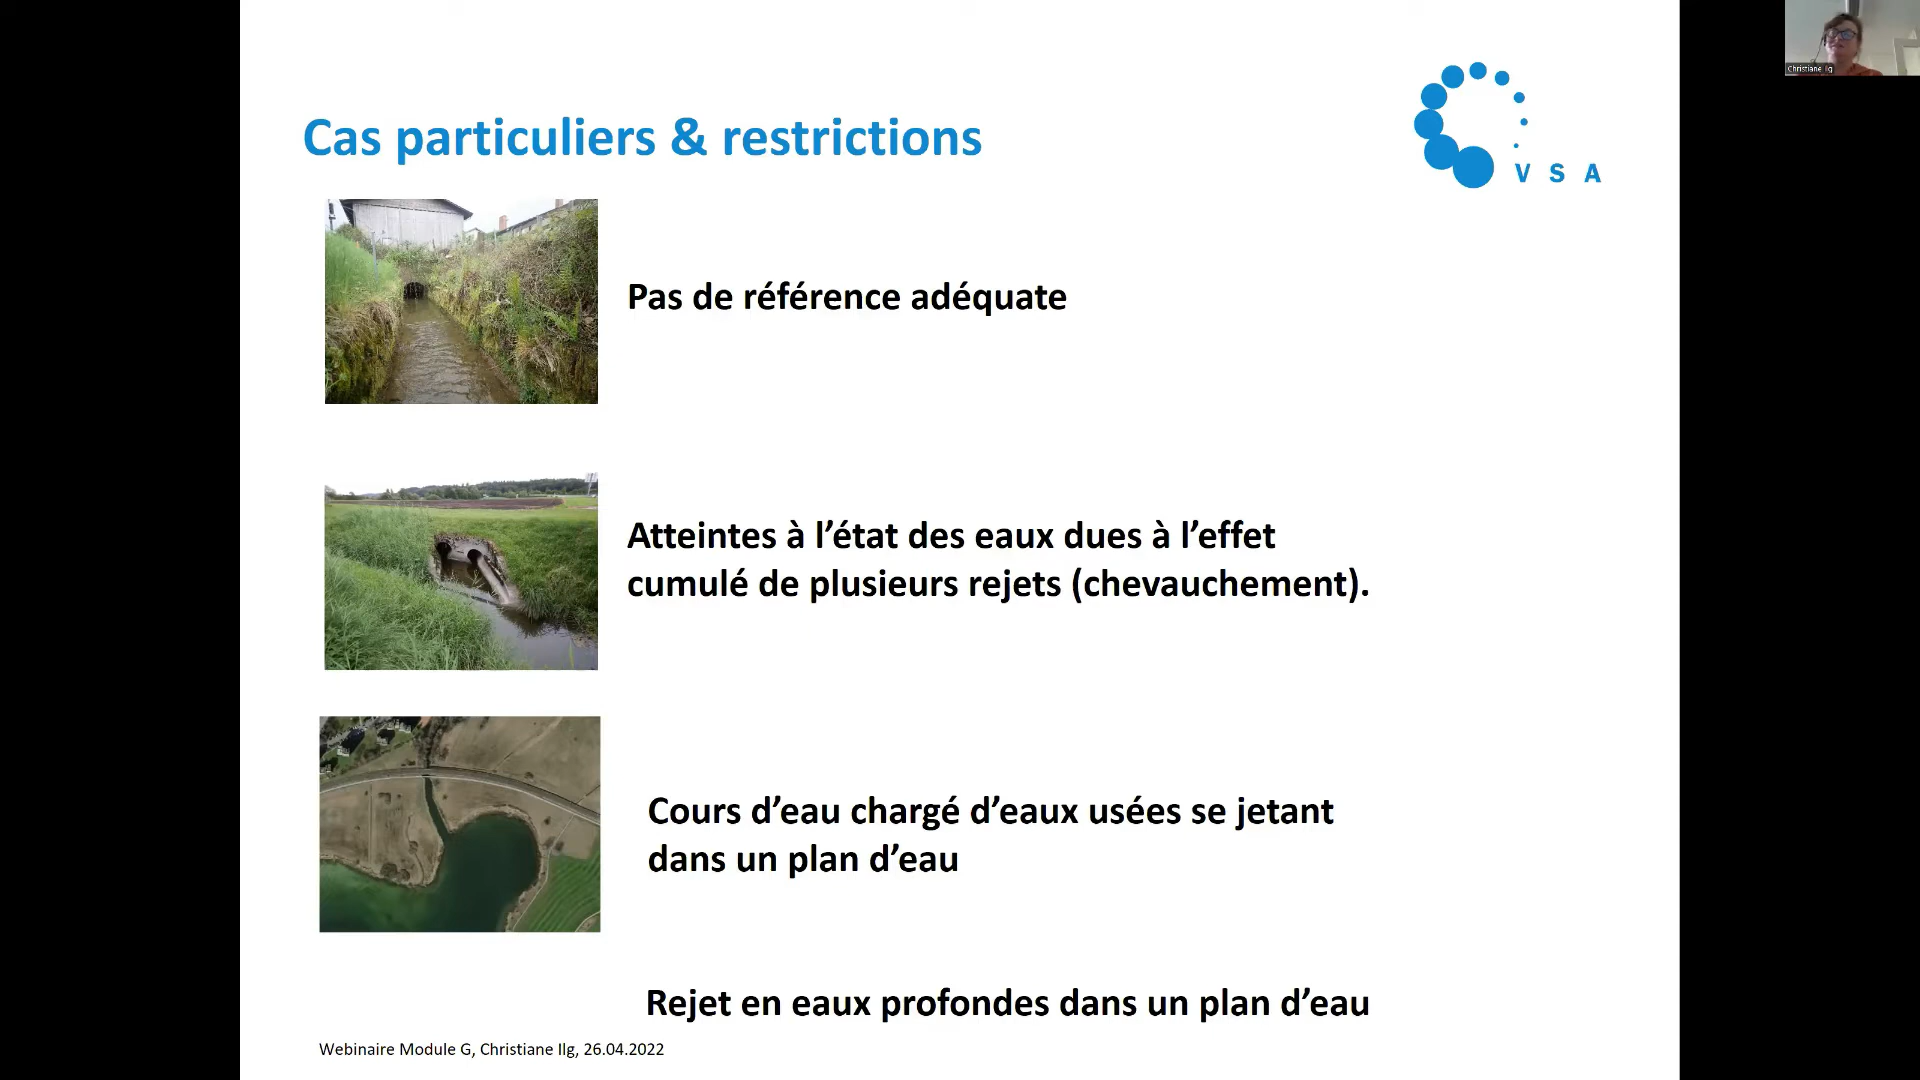 Cas particuliers & restrictions
V S A
Christiane Ilg
Pas de référence adéquate
Atteintes à l’état des eaux dues à l’effet
cumulé de plusieurs rejets (chevauchement).
Cours d’eau chargé d’eaux usées se jetant
dans un plan d’eau
Rejet en eaux profondes dans un plan d’eau
Webinaire Module G, Christiane Ilg, 26.04.2022